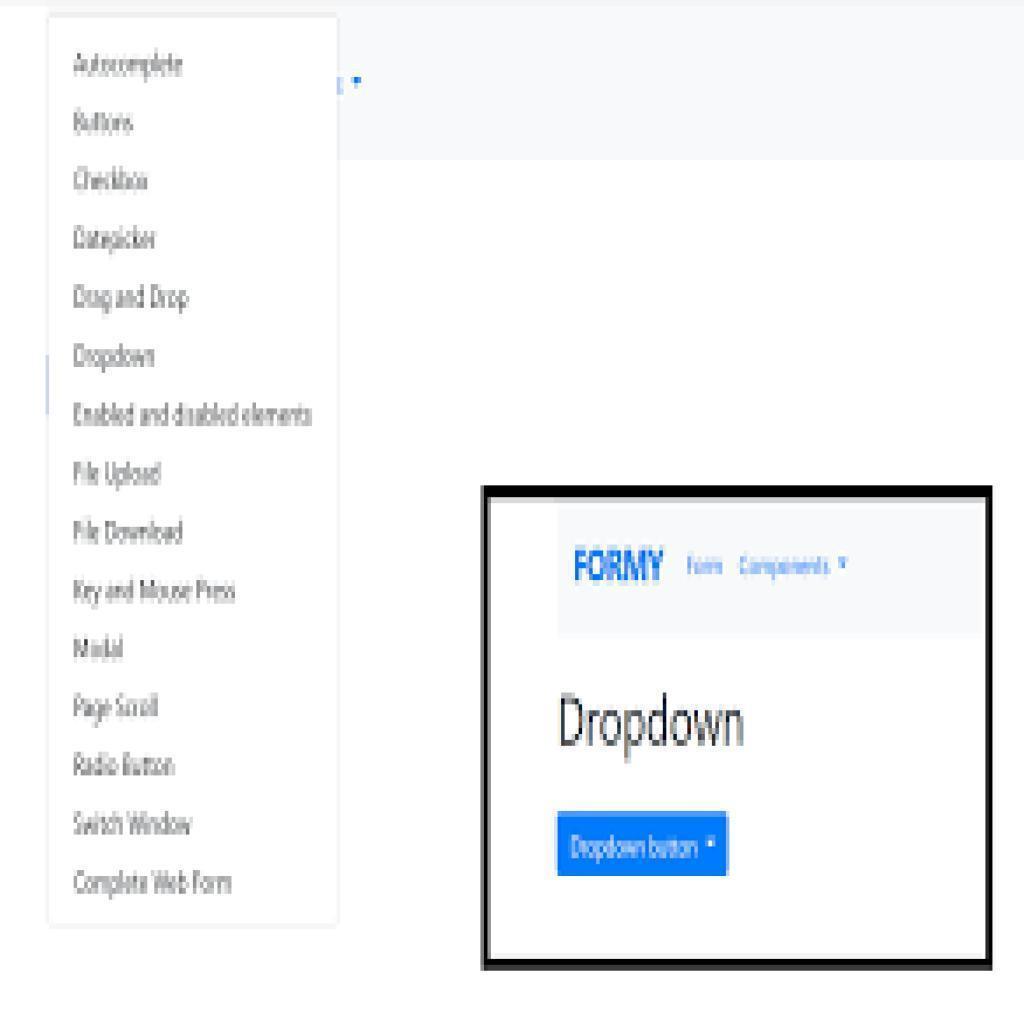 Autocomplete
Buttons
Checkbox
Datepicker
Drag and Drop
Dropdown
Enabled and disabled elements
File Upload
File Download
Key and Mouse Press
Modal
Page Scroll
Radio Button
Switch Window
Complete Web Form
FORMY Form Components
Dropdown
Dropdown button